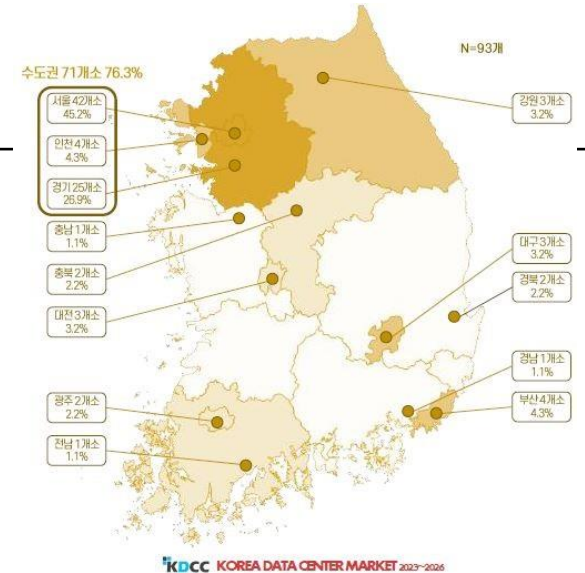 N=93개
수도권 71개소 76.3%
서울 42개소
45.2%
인천 4개소
4.3%
경기 25개소
26.9%
충남 1개소
1.1%
충북 2개소
2.2%
대전 3개소
3.2%
광주 2개소
2.2%
전남 1개소
1.1%
강원 3개소
3.2%
대구 3개소
3.2%
경북 2개소
2.2%
경남 1개소
1.1%
부산 4개소
4.3%
KDCC KOREA DATA CENTER MARKET 2023~2026